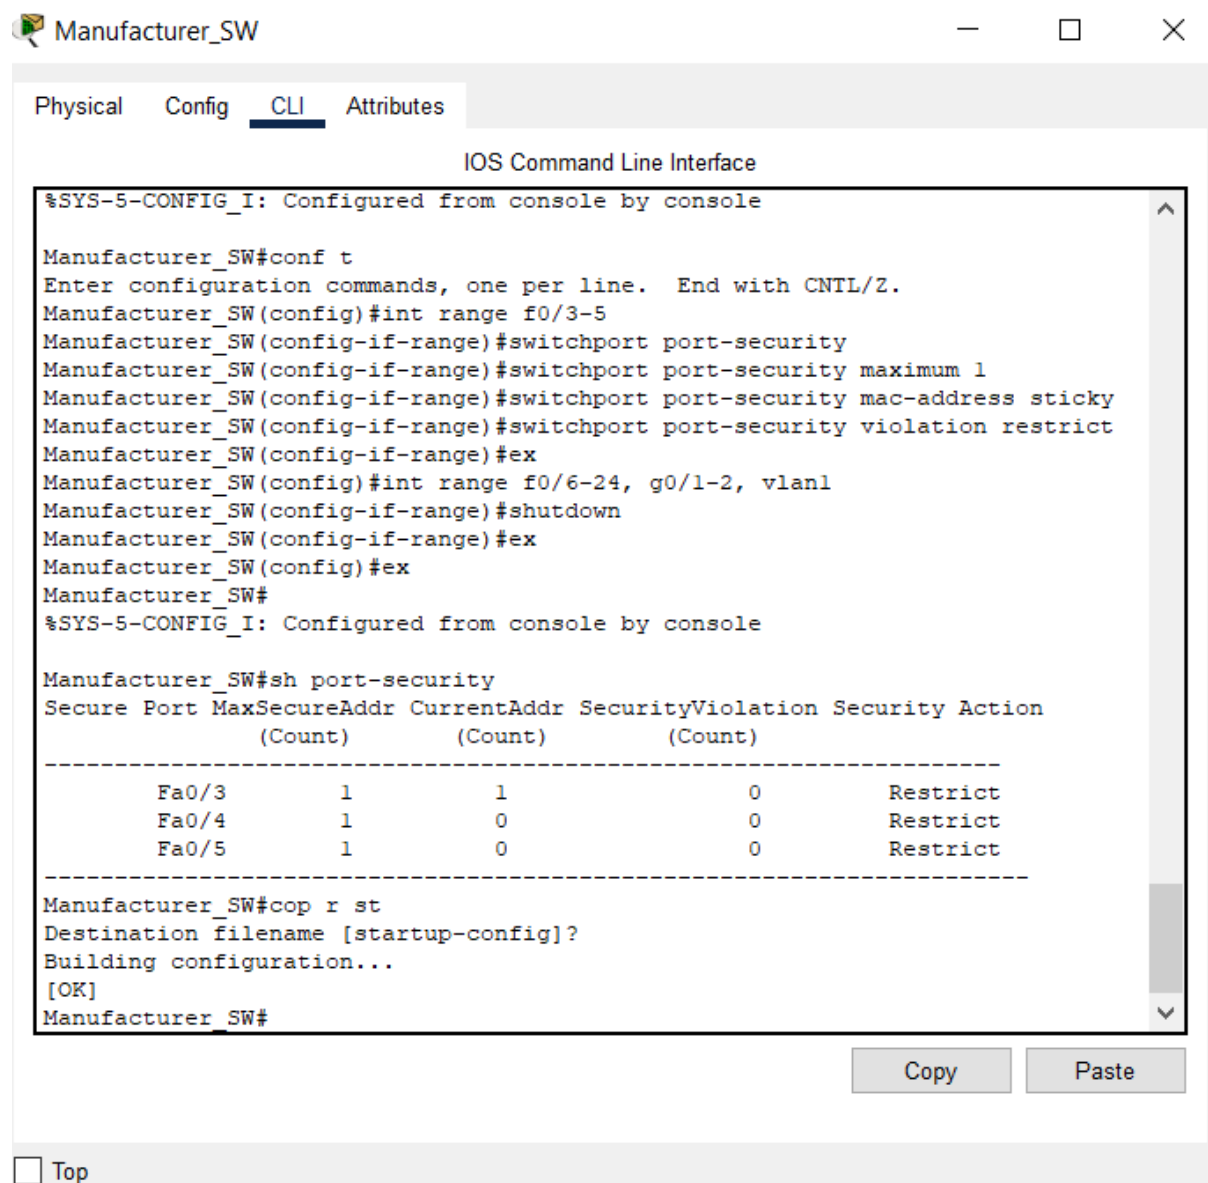 Manufacturer_SW
Physical Config CLI Attributes
IOS Command Line Interface
%SYS-5-CONFIG_I: Configured from console by console
Manufacturer_SW#conf t
Enter configuration commands, one per line.  End with CNTL/Z.
Manufacturer_SW(config)#int range f0/3-5
Manufacturer_SW(config-if-range)#switchport port-security
Manufacturer_SW(config-if-range)#switchport port-security maximum 1
Manufacturer_SW(config-if-range)#switchport port-security mac-address sticky
Manufacturer_SW(config-if-range)#switchport port-security violation restrict
Manufacturer_SW(config-if-range)#ex
Manufacturer_SW(config)#int range f0/6-24, g0/1-2, vlan1
Manufacturer_SW(config-if-range)#shutdown
Manufacturer_SW(config-if-range)#ex
Manufacturer_SW(config)#ex
Manufacturer_SW#
%SYS-5-CONFIG_I: Configured from console by console
Manufacturer_SW#sh port-security
Secure Port MaxSecureAddr CurrentAddr SecurityViolation Security Action
(Count) (Count) (Count)
--------------------------------------------------------------------
Fa0/3 1 1 0 Restrict
Fa0/4 1 0 0 Restrict
Fa0/5 1 0 0 Restrict
----------------------------------------------------------------------
Manufacturer_SW#cop r st
Destination filename [startup-config]?
Building configuration...
[OK]
Manufacturer_SW#
Copy Paste
Top